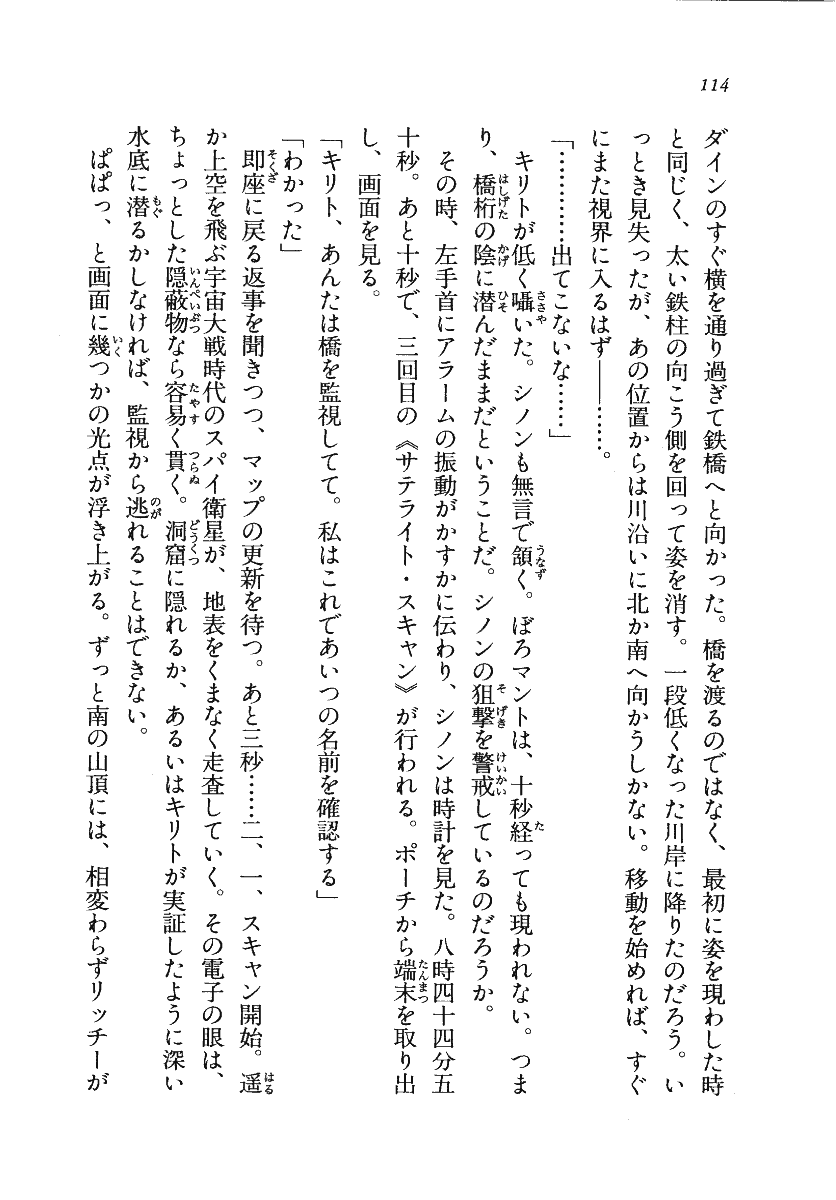 114
ダインのすぐ横を通り過ぎて鉄橋へと向かった。橋を渡るのではなく、最初に姿を現わした時
と同じく、太い鉄柱の向こう側を回って姿を消す。一段低くなった川岸に降りたのだろう。い
っとき見失ったが、あの位置からは川沿いに北か南へ向かうしかない。移動を始めれば、すぐ
にまた視界に入るはず――……。
「…………出てこないな……」
キリトが低く囁いた。シノンも無言で頷く。ぼろマントは、十秒経っても現われない。つま
り、橋桁の陰に潜んだままだということだ。シノンの狙撃を警戒しているのだろうか。
その時、左手首にアラームの振動がかすかに伝わり、シノンは時計を見た。八時四十四分五
十秒。あと十秒で、三回目の《サテライト・スキャン》が行われる。ポーチから端末を取り出
し、画面を見る。
「キリト、あんたは橋を監視してて。私はこれであいつの名前を確認する」
「わかった」
即座に戻る返事を聞きつつ、マップの更新を待つ。あと三秒……二、一、スキャン開始。遥
か上空を飛ぶ宇宙大戦時代のスパイ衛星が、地表をくまなく走査していく。その電子の眼は、
ちょっとした隠蔽物なら容易く貫く。洞窟に隠れるか、あるいはキリトが実証したように深い
水底に潜るかしなければ、監視から逃れることはできない。
ぱぱっ、と画面に幾つかの光点が浮き上がる。ずっと南の山頂には、相変わらずリッチーが